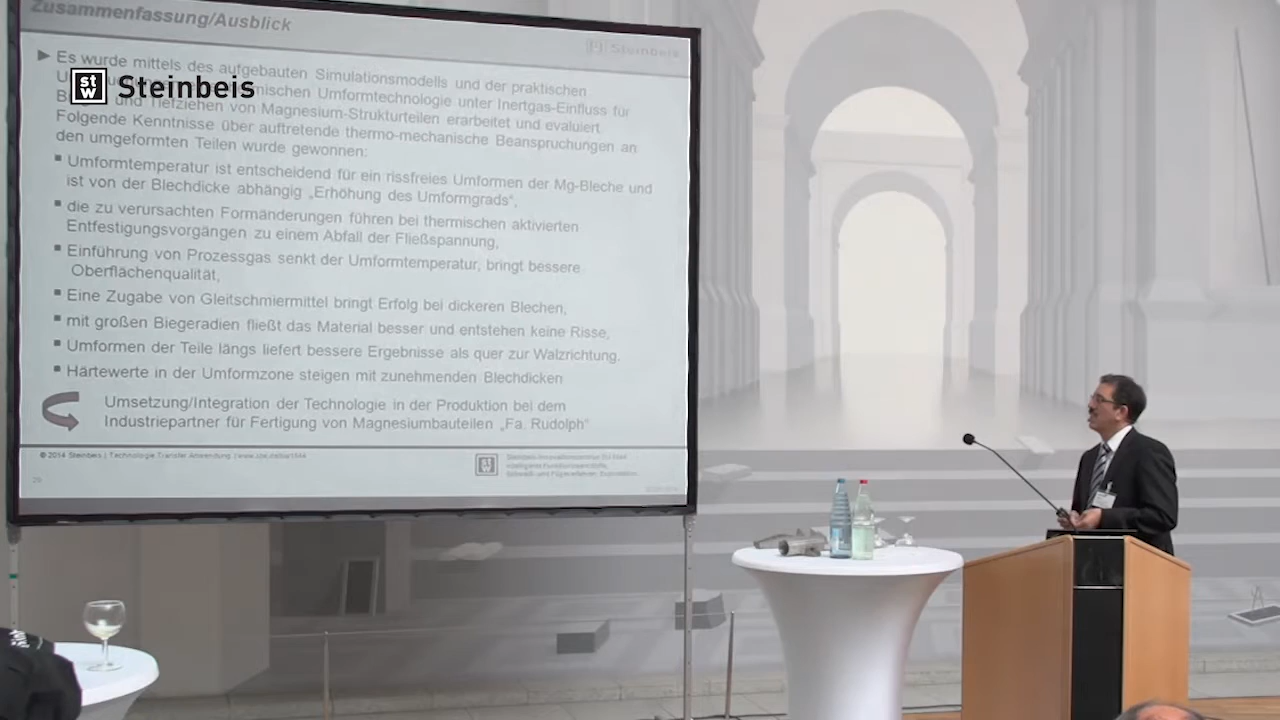 Zusammenfassung/Ausblick
Steinbeis
Es wurde mittels des aufgebauten Simulationsmodells und der praktischen
mischen Umformtechnologie unter Inertgas-Einfluss für
und Tiefziehen von Magnesium-Strukturteilen erarbeitet und evaluiert.
Folgende Kenntnisse über auftretende thermo-mechanische Beanspruchungen an
den umgeformten Teilen wurde gewonnen:
Umformtemperatur ist entscheidend für ein rissfreies Umformen der Mg-Bleche und
ist von der Blechdicke abhängig „Erhöhung des Umformgrads“,
die zu verursachten Formänderungen führen bei thermischen aktivierten
Entfestigungsvorgängen zu einem Abfall der Fließspannung,
Einführung von Prozessgas senkt der Umformtemperatur, bringt bessere
Oberflächenqualität,
Eine Zugabe von Gleitschmiermittel bringt Erfolg bei dickeren Blechen,
mit großen Biegeradien fließt das Material besser und entstehen keine Risse,
Umformen der Teile längs liefert bessere Ergebnisse als quer zur Walzrichtung.
Härtewerte in der Umformzone steigen mit zunehmenden Blechdicken
Umsetzung/Integration der Technologie in der Produktion bei dem
Industriepartner für Fertigung von Magnesiumbauteilen „Fa. Rudolph“
© 2014 Steinbeis | Technologie.Transfer.Anwendung.
stw
stw Steinbeis